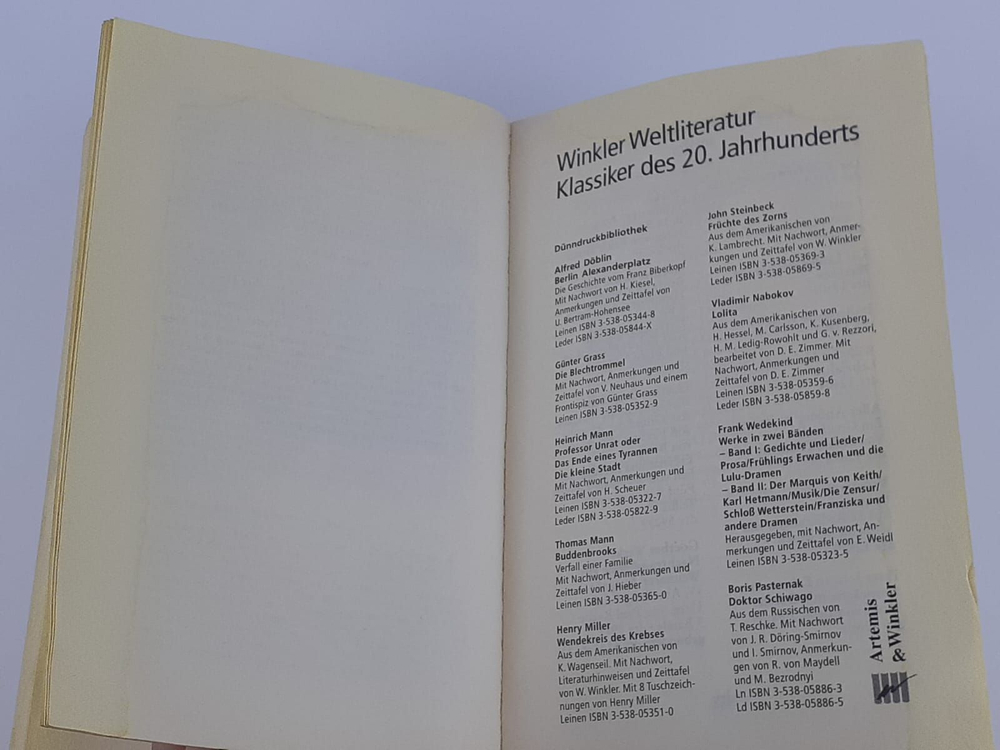 Winkler Weltliteratur
Klassiker des 20. Jahrhunderts
Dünndruckbibliothek
Alfred Döblin
Berlin Alexanderplatz
Die Geschichte vom Franz Biberkopf
Mit Nachwort von H. Kiesel,
Anmerkungen und Zeittafel von
U. Bertram-Hohensee
Leinen ISBN 3-538-05344-8
Leder ISBN 3-538-05844-X
Günter Grass
Die Blechtrommel
Mit Nachwort, Anmerkungen und
Zeittafel von V. Neuhaus und einem
Frontispiz von Günter Grass
Leinen ISBN 3-538-05352-9
Heinrich Mann
Professor Unrat oder
Das Ende eines Tyrannen
Die kleine Stadt
Mit Nachwort, Anmerkungen und
Zeittafel von H. Scheuer
Leinen ISBN 3-538-05322-7
Leder ISBN 3-538-05822-9
Thomas Mann
Buddenbrooks
Verfall einer Familie
Mit Nachwort, Anmerkungen und
Zeittafel von J. Hieber
Leinen ISBN 3-538-05365-0
Henry Miller
Wendekreis des Krebses
Aus dem Amerikanischen von
K. Wagenseil. Mit Nachwort,
Literaturhinweisen und Zeittafel
von W. Winkler. Mit 8 Tuschzeich-
nungen von Henry Miller
Leinen ISBN 3-538-05351-0
John Steinbeck
Früchte des Zorns
Aus dem Amerikanischen von
K. Lambrecht. Mit Nachwort, Anmer-
kungen und Zeittafel von W. Winkler
Leinen ISBN 3-538-05369-3
Leder ISBN 3-538-05869-5
Vladimir Nabokov
Lolita
Aus dem Amerikanischen von
H. Hessel, M. Carlsson, K. Kusenberg,
H. M. Ledig-Rowohlt und G. v. Rezzori,
bearbeitet von D. E. Zimmer. Mit
Nachwort, Anmerkungen und
Zeittafel von D. E. Zimmer
Leinen ISBN 3-538-05359-6
Leder ISBN 3-538-05859-8
Frank Wedekind
Werke in zwei Bänden
– Band I: Gedichte und Lieder/
Prosa/Frühlings Erwachen und die
Lulu-Dramen
– Band II: Der Marquis von Keith/
Karl Hetmann/Musik/Die Zensur/
Schloß Wetterstein/Franziska und
andere Dramen
Herausgegeben, mit Nachwort, An-
merkungen und Zeittafel von E. Weidl
Leinen ISBN 3-538-05323-5
Boris Pasternak
Doktor Schiwago
Aus dem Russischen von
T. Reschke. Mit Nachwort
von J. R. Döring-Smirnov
und I. Smirnov, Anmerkun-
gen von R. von Maydell
und M. Bezrodnyi
Ln ISBN 3-538-05886-3
Ld ISBN 3-538-05886-5
Artemis
& Winkler